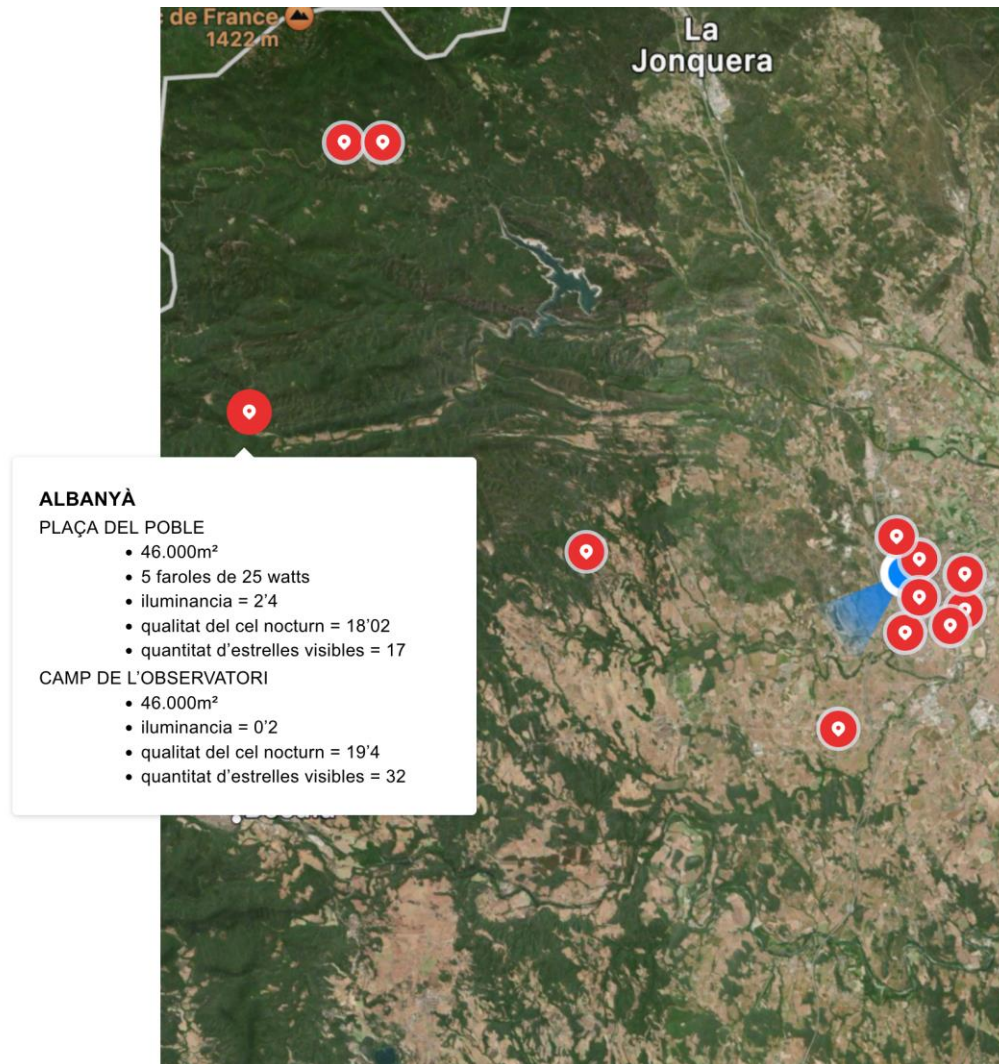 c de France
1422 m
La
Jonquera
ALBANYÀ
PLAÇA DEL POBLE
• 46.000m²
• 5 faroles de 25 watts
• iluminancia = 2'4
• qualitat del cel nocturn = 18'02
• quantitat d'estrelles visibles = 17
CAMP DE L'OBSERVATORI
• 46.000m²
• iluminancia = 0'2
• qualitat del cel nocturn = 19'4
• quantitat d'estrelles visibles = 32